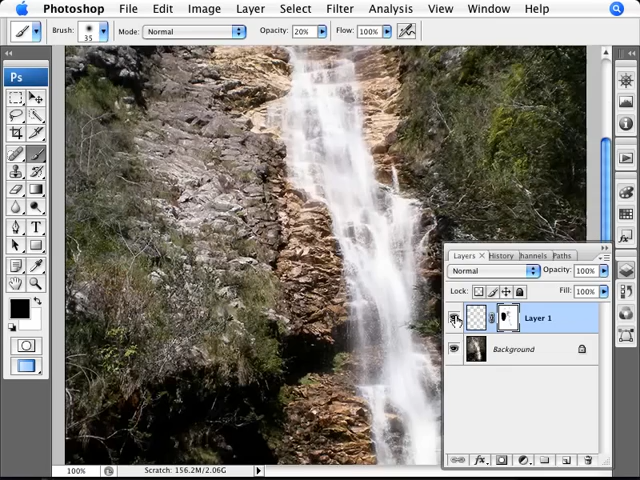 Photoshop File Edit Image Layer Select Filter Analysis View Window Help
Brush: 35 Mode: Normal Opacity: 20% Flow: 100%
Ps
T
Layers × History hannels Paths
Normal Opacity: 100%
Lock: Fill: 100%
Layer 1
Background
fx
100% Scratch: 156.2M/2.06G